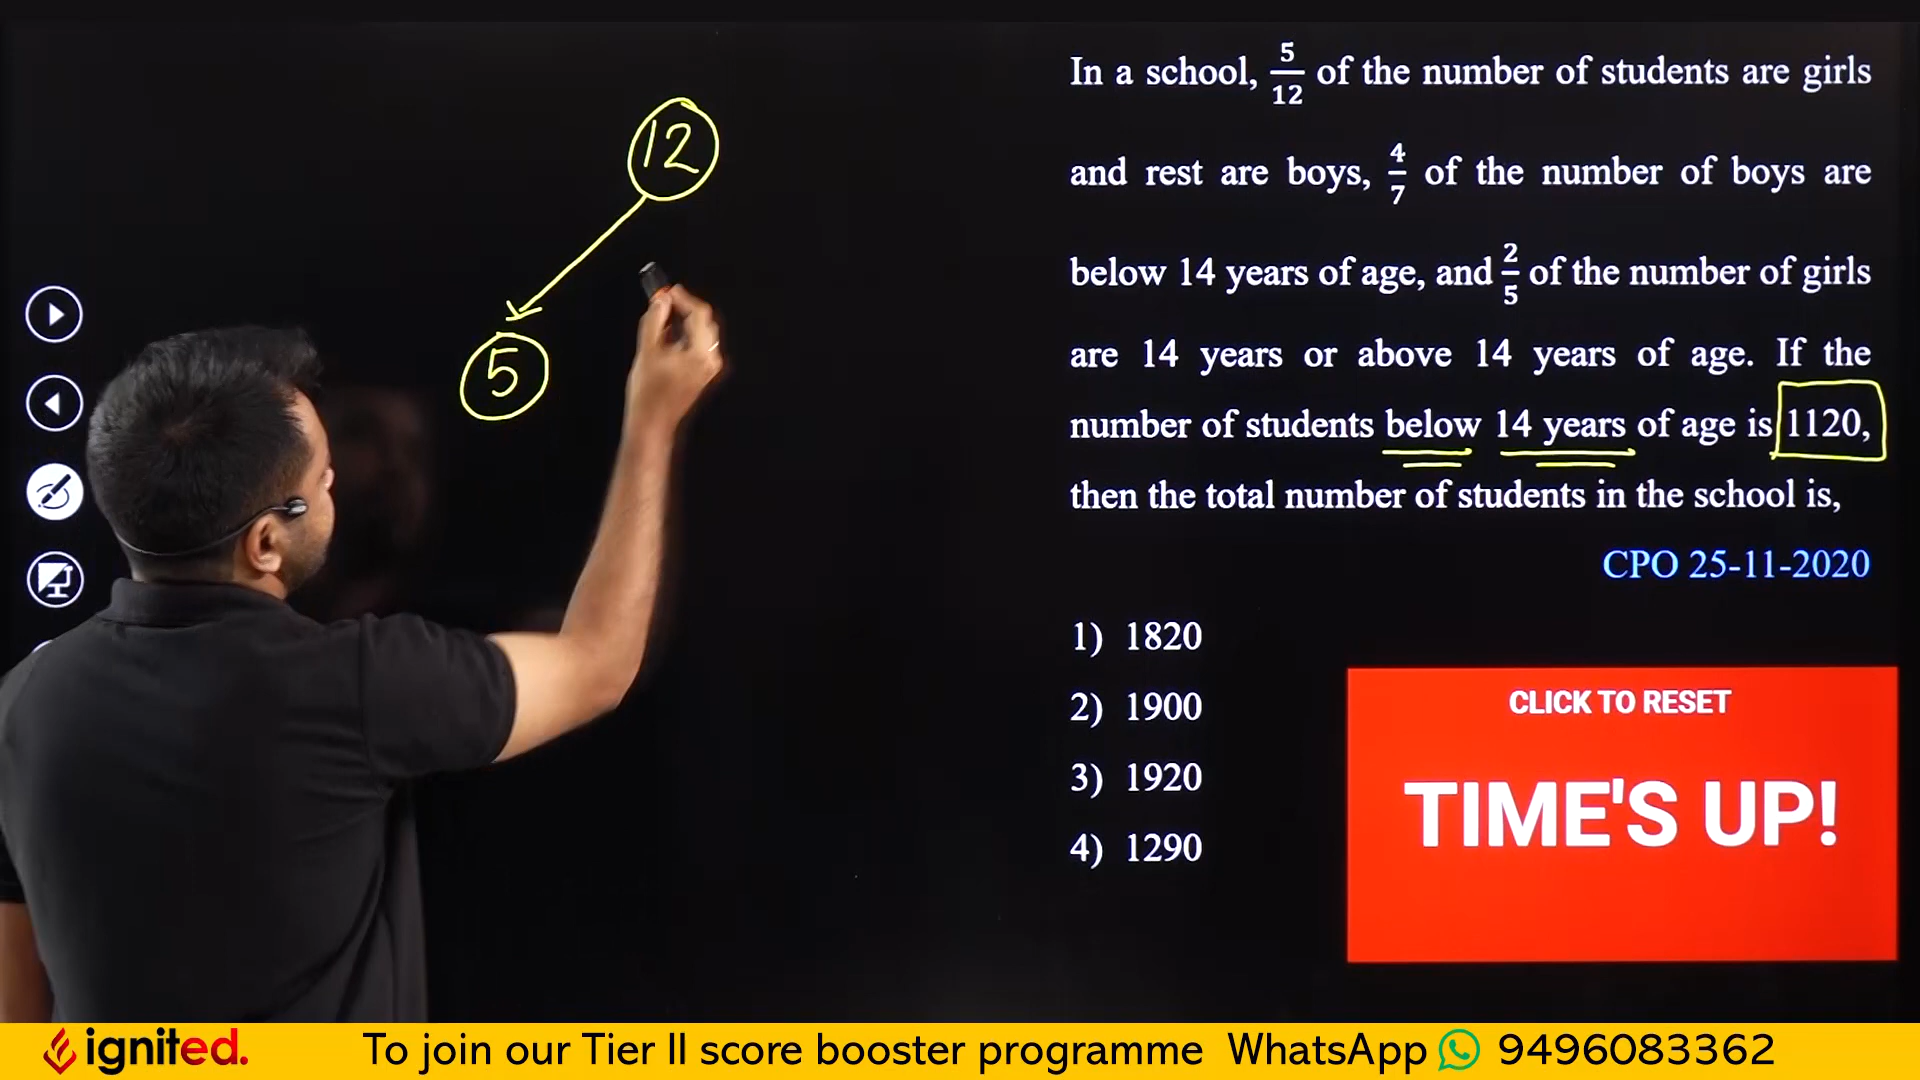 In a school, 5/12 of the number of students are girls
and rest are boys, 4/7 of the number of boys are
below 14 years of age, and 2/5 of the number of girls
are 14 years or above 14 years of age. If the
number of students below 14 years of age is 1120,
then the total number of students in the school is,
CPO 25-11-2020
1) 1820
2) 1900
3) 1920
4) 1290
12
5
CLICK TO RESET
TIME'S UP!
ignited.
To join our Tier II score booster programme WhatsApp 9496083362